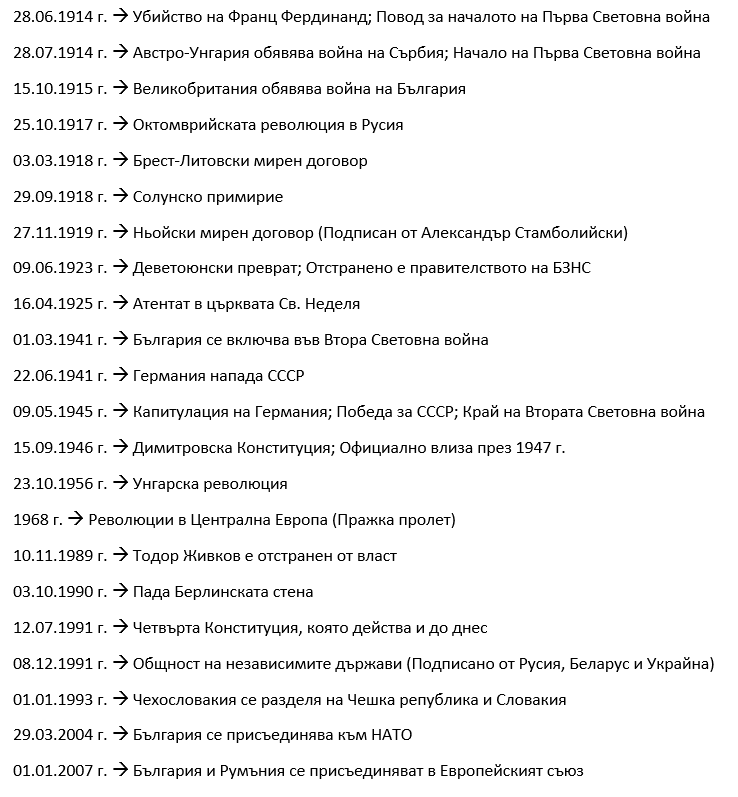 28.06.1914 г. → Убийство на Франц Фердинанд; Повод за началото на Първа Световна война
28.07.1914 г. → Австро-Унгария обявява война на Сърбия; Начало на Първа Световна война
15.10.1915 г. → Великобритания обявява война на България
25.10.1917 г. → Октомврийската революция в Русия
03.03.1918 г. → Брест-Литовски мирен договор
29.09.1918 г. → Солунско примирие
27.11.1919 г. → Ньойски мирен договор (Подписан от Александър Стамболийски)
09.06.1923 г. → Деветоюнски преврат; Отстранено е правителството на БЗНС
16.04.1925 г. → Атентат в църквата Св. Неделя
01.03.1941 г. → България се включва във Втора Световна война
22.06.1941 г. → Германия напада СССР
09.05.1945 г. → Капитулация на Германия; Победа за СССР; Край на Втората Световна война
15.09.1946 г. → Димитровска Конституция; Официално влиза през 1947 г.
23.10.1956 г. → Унгарска революция
1968 г. → Революции в Централна Европа (Пражка пролет)
10.11.1989 г. → Тодор Живков е отстранен от власт
03.10.1990 г. → Пада Берлинската стена
12.07.1991 г. → Четвърта Конституция, която действа и до днес
08.12.1991 г. → Общност на независимите държави (Подписано от Русия, Беларус и Украйна)
01.01.1993 г. → Чехословакия се разделя на Чешка република и Словакия
29.03.2004 г. → България се присъединява към НАТО
01.01.2007 г. → България и Румъния се присъединяват в Европейският съюз